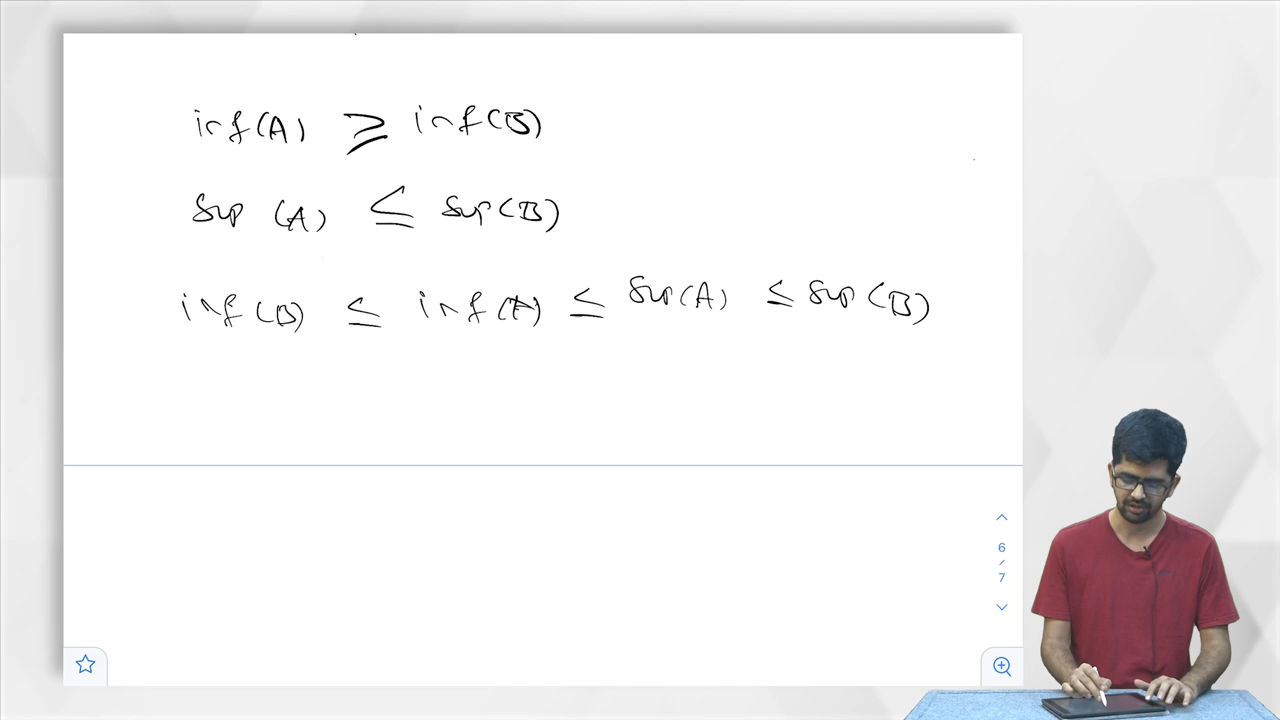 inf(A) ≥ inf(B)
Sup (A) ≤ Sup(B)
inf(B) ≤ inf(A) ≤ Sup(A) ≤ Sup(B)
6
/
7